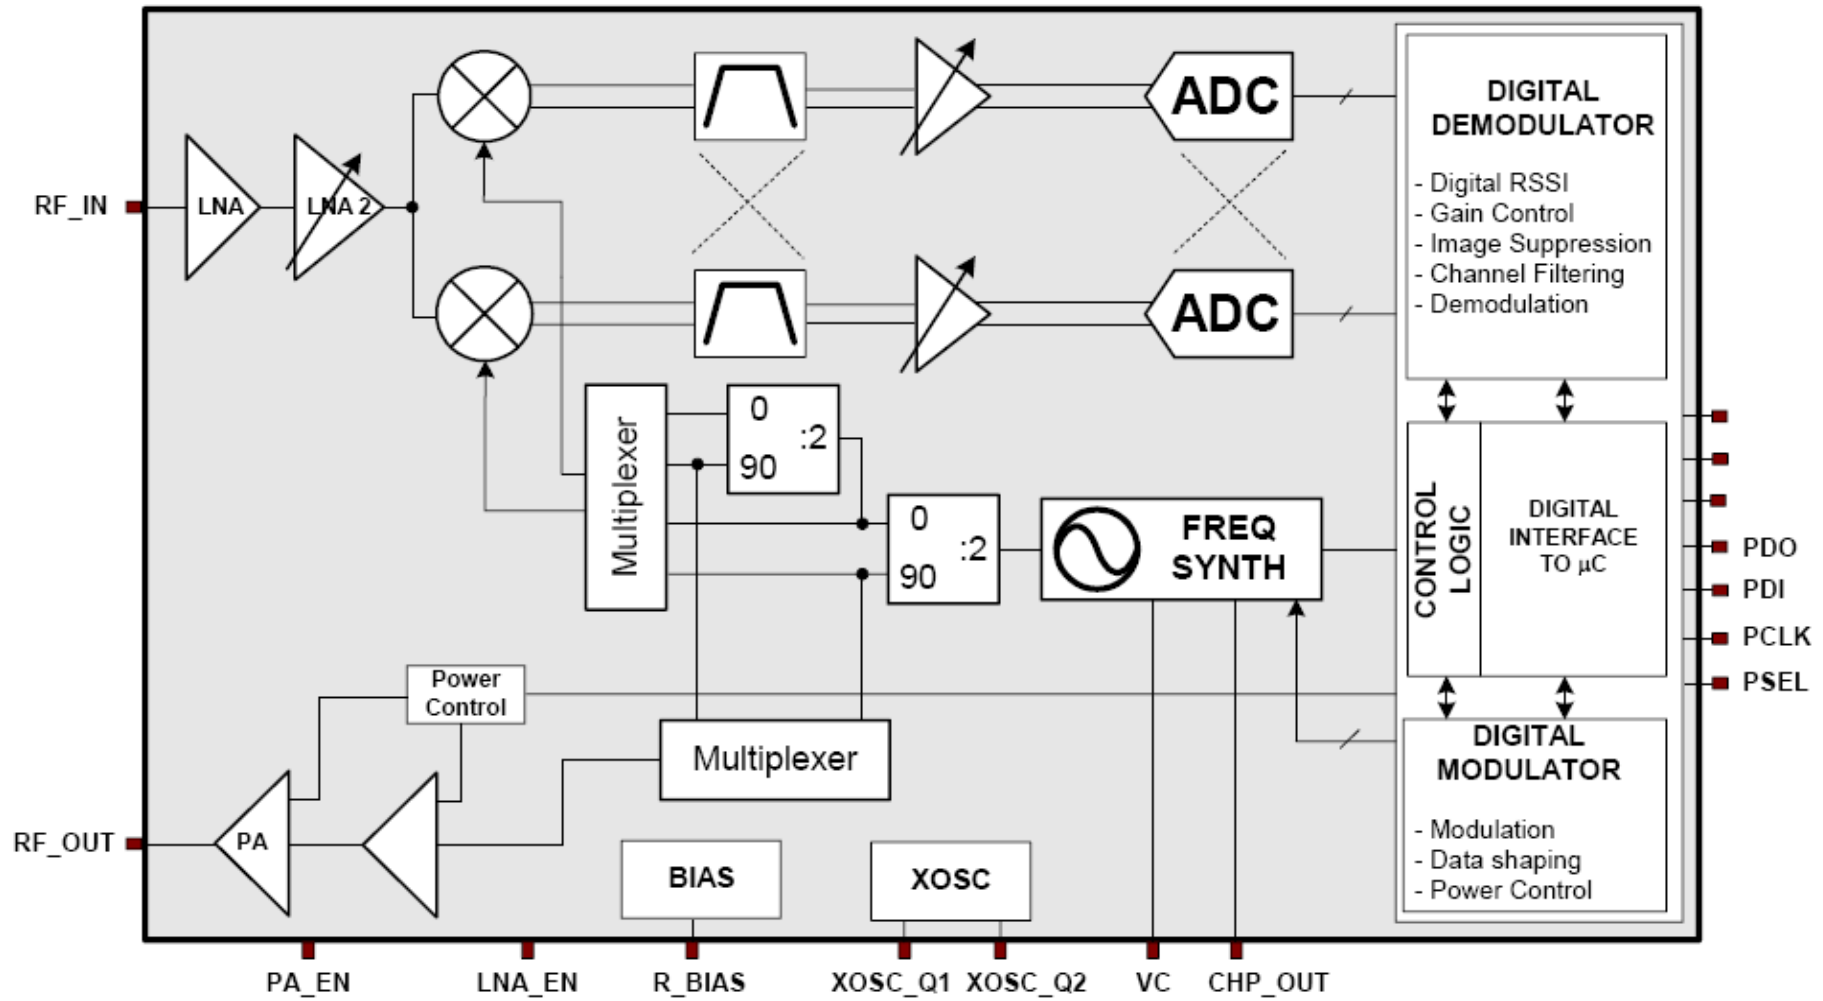 ADC
DIGITAL
DEMODULATOR
- Digital RSSI
- Gain Control
- Image Suppression
- Channel Filtering
- Demodulation
RF_IN
LNA
LNA 2
ADC
Multiplexer
0
:2
90
0
:2
90
FREQ
SYNTH
CONTROL
LOGIC
DIGITAL
INTERFACE
TO µC
PDO
PDI
PCLK
PSEL
Power
Control
Multiplexer
DIGITAL
MODULATOR
- Modulation
- Data shaping
- Power Control
RF_OUT
PA
BIAS
XOSC
PA_EN
LNA_EN
R_BIAS
XOSC_Q1
XOSC_Q2
VC
CHP_OUT